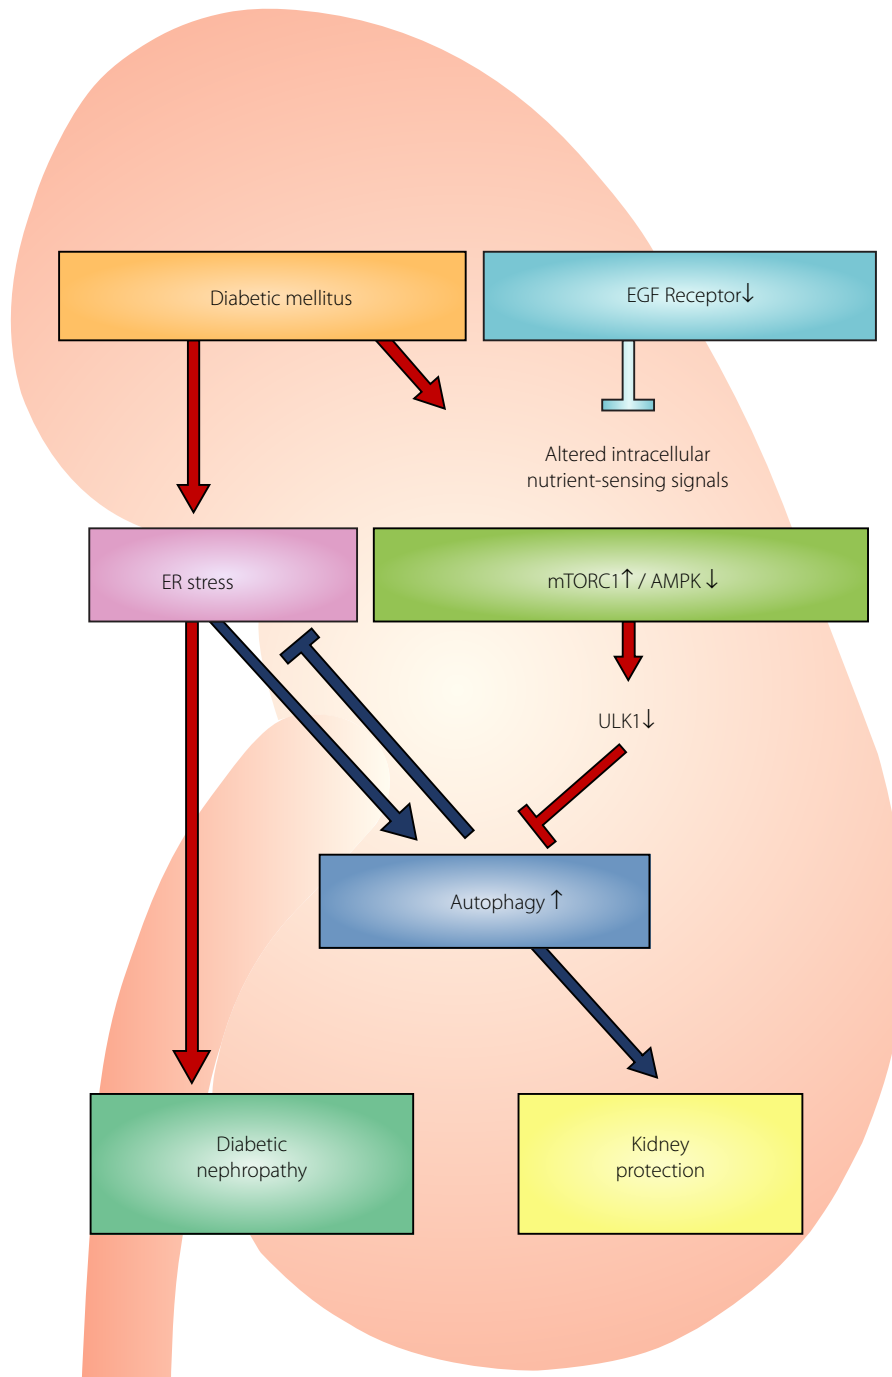 Diabetic mellitus
EGF Receptor↓
Altered intracellular
nutrient-sensing signals
ER stress
mTORC1↑ / AMPK ↓
ULK1↓
Autophagy ↑
Diabetic
nephropathy
Kidney
protection